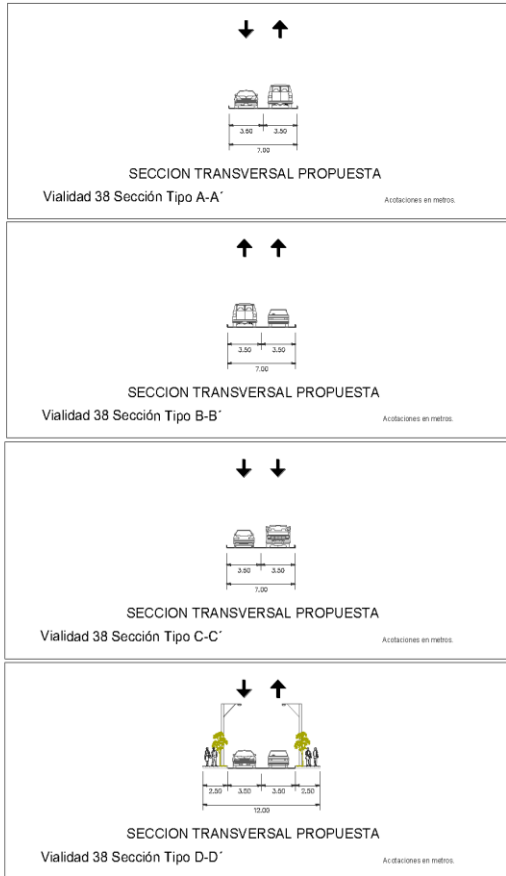 3.50 3.50
7.00
SECCION TRANSVERSAL PROPUESTA
Vialidad 38 Sección Tipo A-A´
Acotaciones en metros.
3.50 3.50
7.00
SECCION TRANSVERSAL PROPUESTA
Vialidad 38 Sección Tipo B-B´
Acotaciones en metros.
3.50 3.50
7.00
SECCION TRANSVERSAL PROPUESTA
Vialidad 38 Sección Tipo C-C´
Acotaciones en metros.
2.50 3.50 3.50 2.50
12.00
SECCION TRANSVERSAL PROPUESTA
Vialidad 38 Sección Tipo D-D´
Acotaciones en metros.